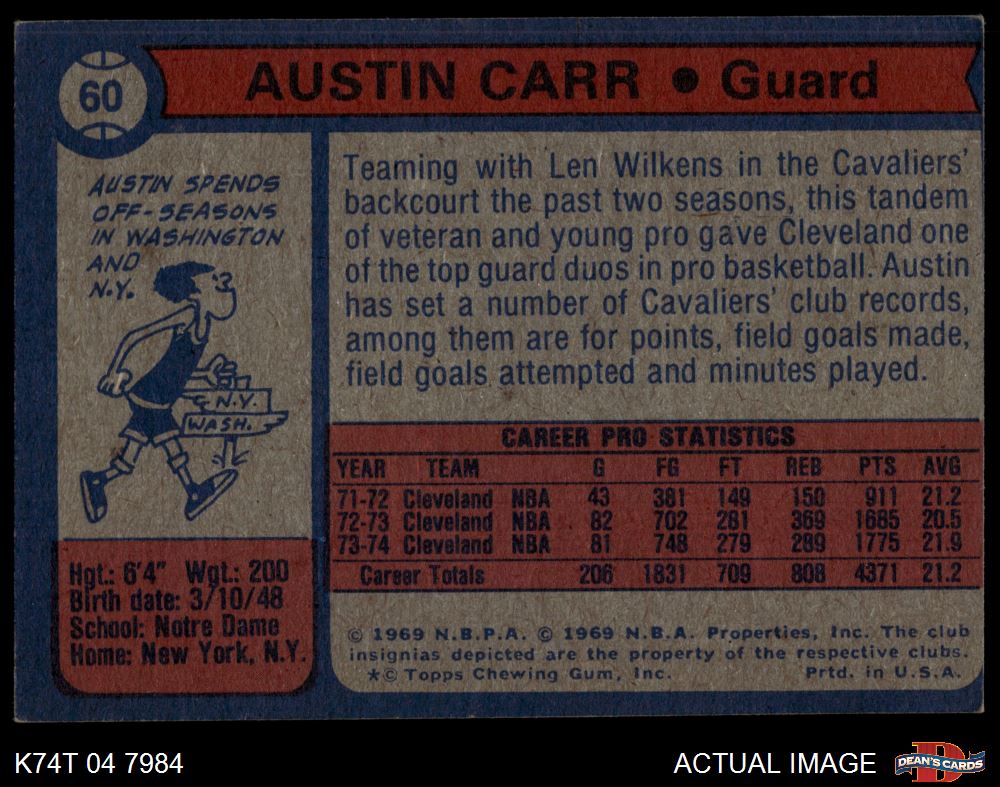 60
AUSTIN CARR ● Guard
AUSTIN SPENDS
OFF-SEASONS
IN WASHINGTON
AND
N.Y.
N.Y.
WASH.
Hgt.: 6'4" Wgt.: 200
Birth date: 3/10/48
School: Notre Dame
Home: New York, N.Y.
Teaming with Len Wilkens in the Cavaliers'
backcourt the past two seasons, this tandem
of veteran and young pro gave Cleveland one
of the top guard duos in pro basketball. Austin
has set a number of Cavaliers' club records,
among them are for points, field goals made,
field goals attempted and minutes played.
CAREER PRO STATISTICS
YEAR TEAM G FG FT REB PTS AVG
71-72 Cleveland NBA 43 381 149 150 911 21.2
72-73 Cleveland NBA 82 702 281 369 1685 20.5
73-74 Cleveland NBA 81 748 279 289 1775 21.9
Career Totals 206 1831 709 808 4371 21.2
© 1969 N.B.P.A. © 1969 N.B.A. Properties, Inc. The club
insignias depicted are the property of the respective clubs.
*© Topps Chewing Gum, Inc. Prtd. in U.S.A.
K74T 04 7984 ACTUAL IMAGE DEAN'S CARDS